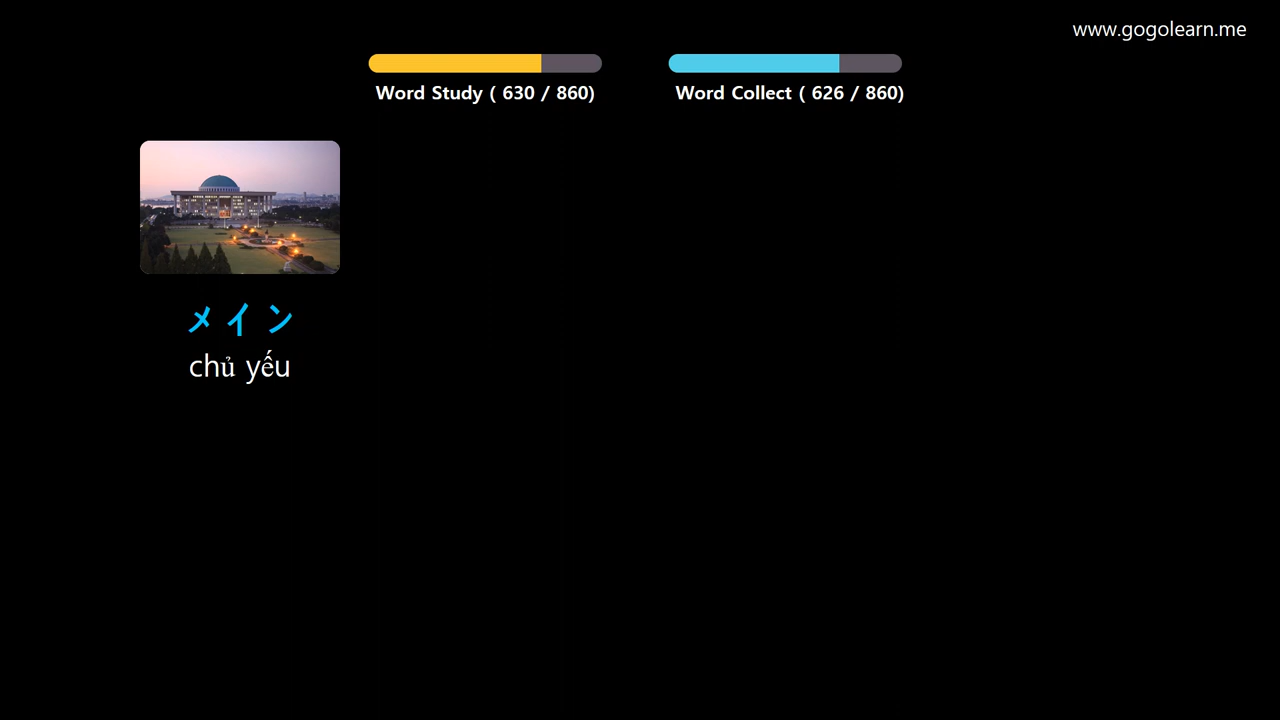 www.gogolearn.me
Word Study ( 630 / 860)
Word Collect ( 626 / 860)
メイン
chủ yếu